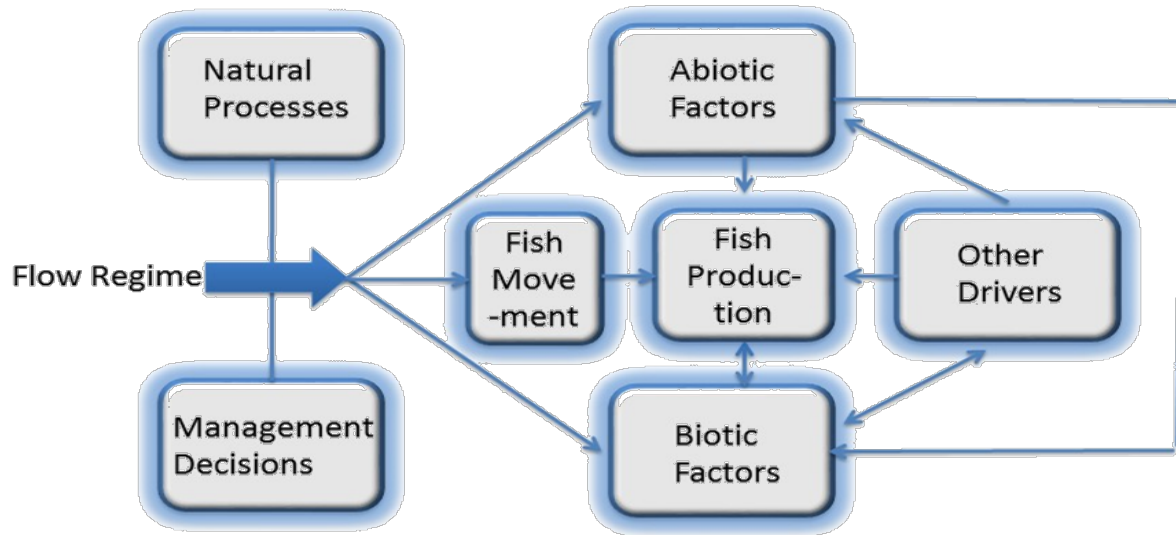 Natural
Processes
Abiotic
Factors
Flow Regime
Fish
Move
-ment
Fish
Produc-
tion
Other
Drivers
Management
Decisions
Biotic
Factors